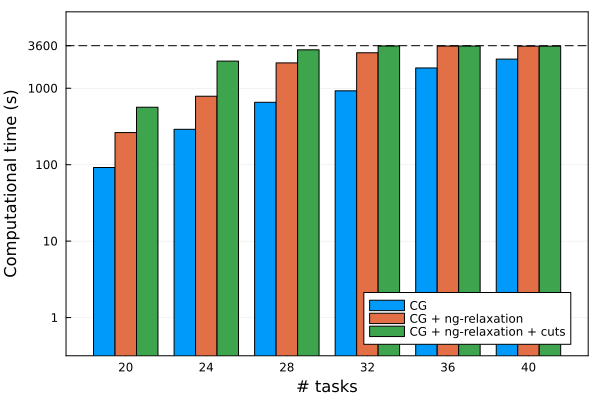 Computational time (s)
3600
1000
100
10
1
20 24 28 32 36 40
# tasks
CG
CG + ng-relaxation
CG + ng-relaxation + cuts